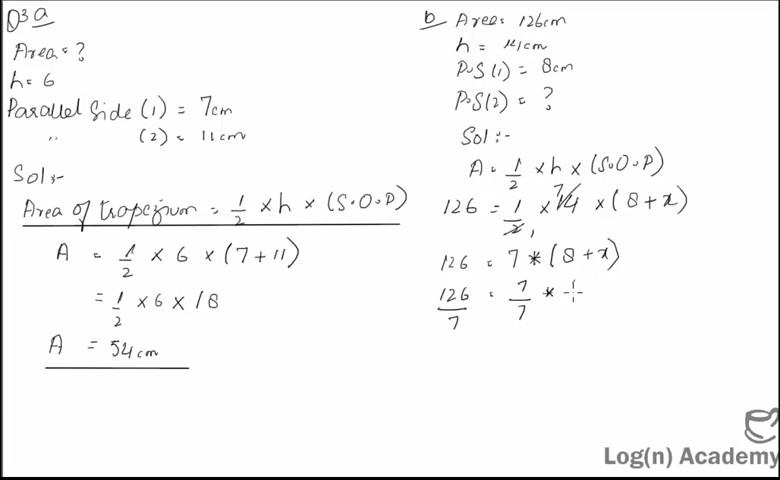 Q3 a
Area = ?
h = 6
Parallel Side (1) = 7cm
" (2) = 11cm
Sol:-
Area of trapezium = 1/2 × h × (S.O.P)
A = 1/2 × 6 × (7+11)
= 1/2 × 6 × 18
A = 54cm
b Area = 126cm
h = 14cm
P.S(1) = 8cm
P.S(2) = ?
Sol:-
A = 1/2 × h × (S.O.P)
126 = 1/2 1 × 7 14 × (8+x)
126 = 7 * (8+x)
126/7 = 7/7 *
Log(n) Academy